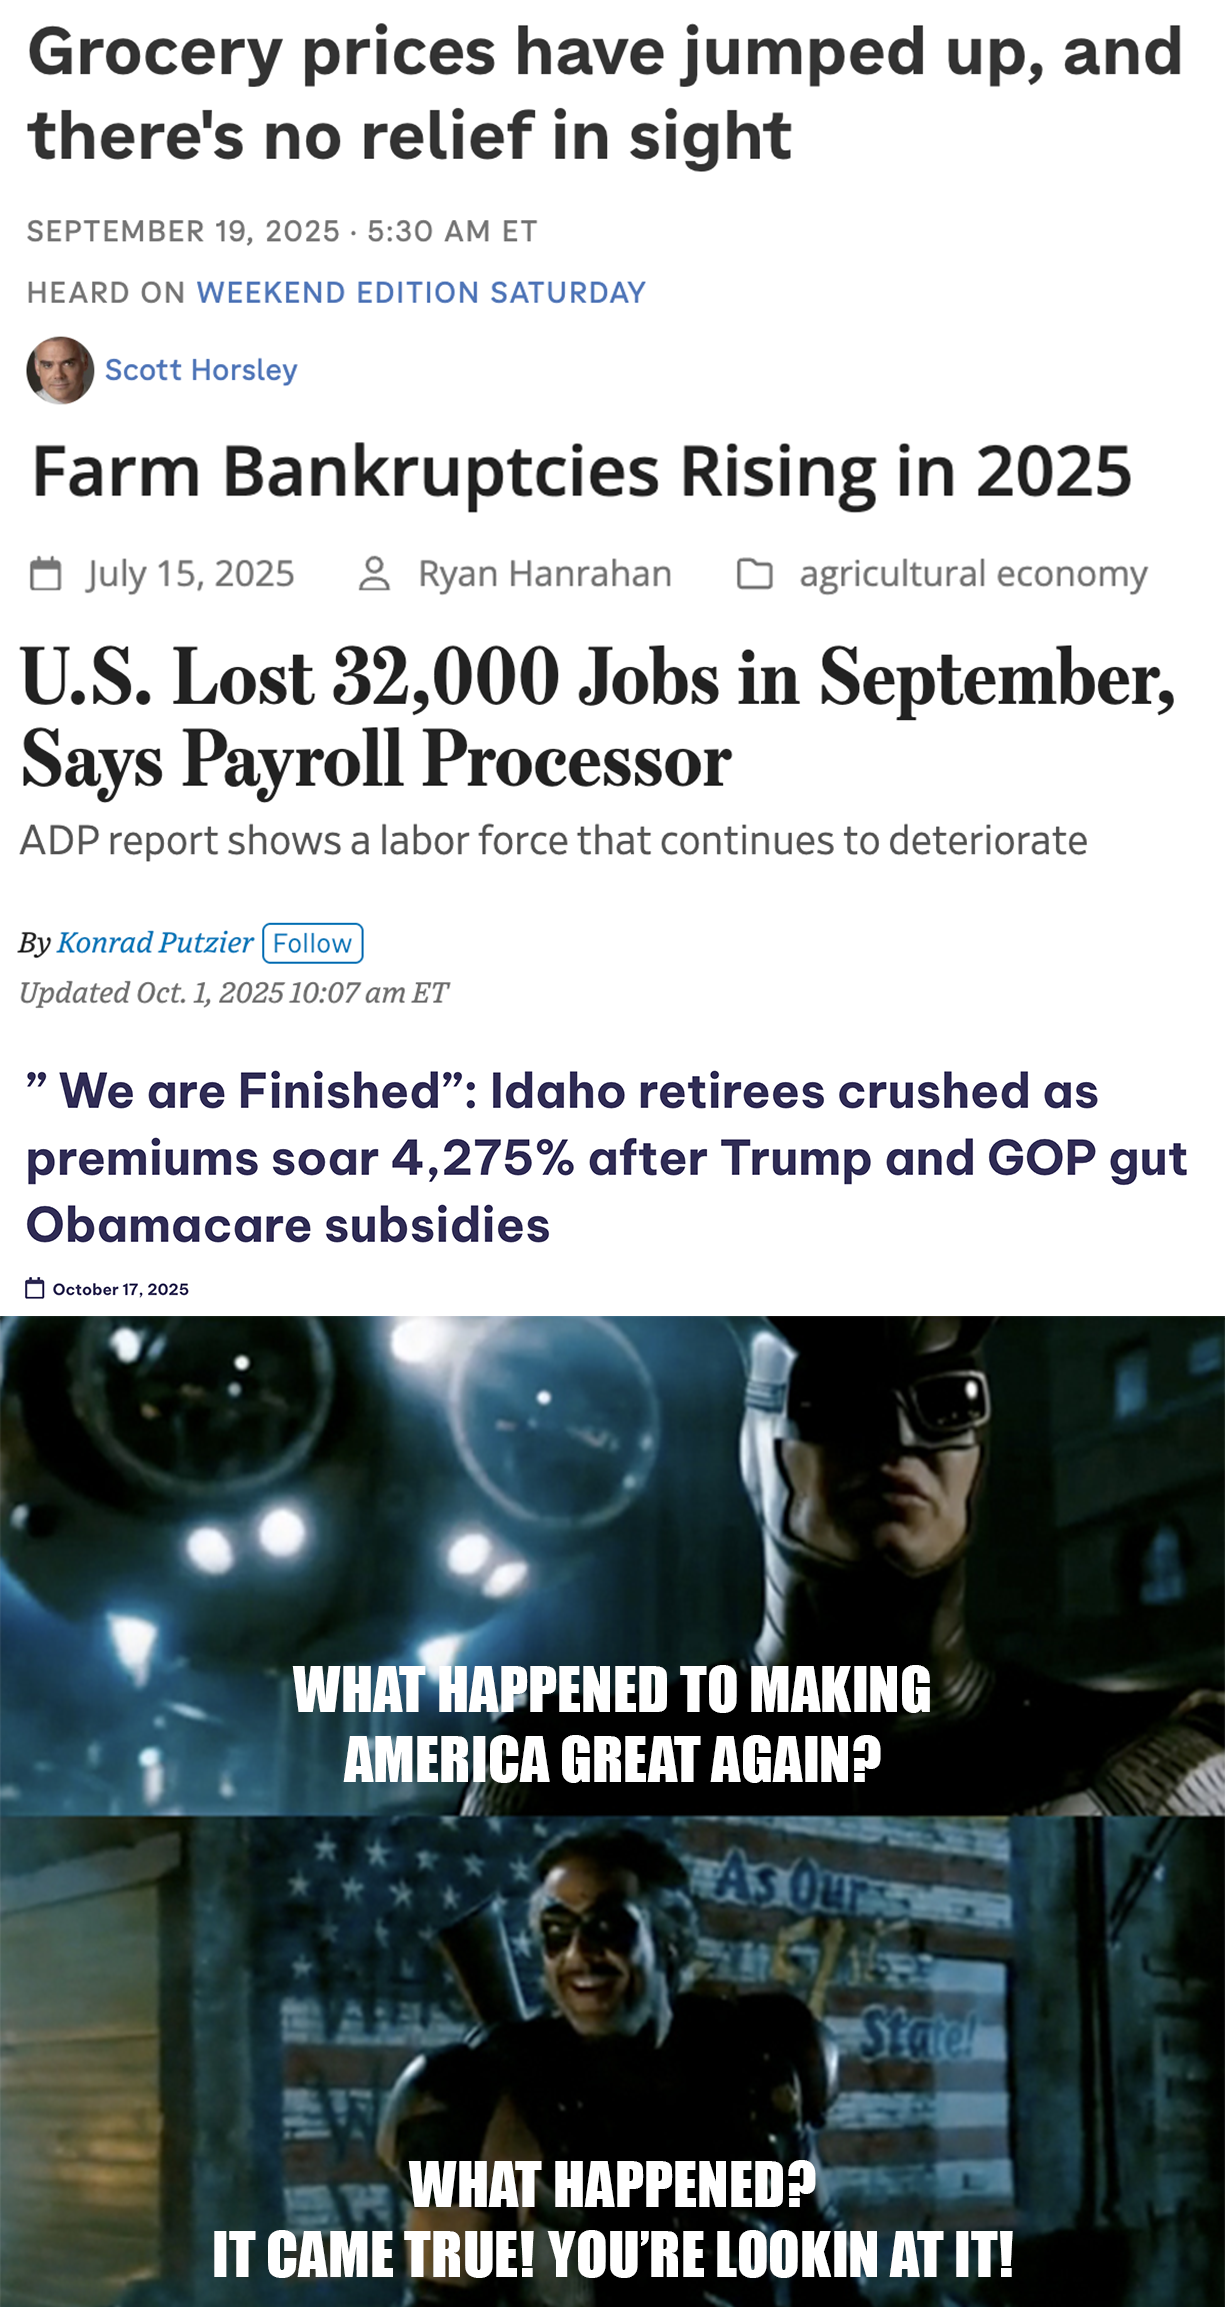 Grocery prices have jumped up, and
there's no relief in sight
SEPTEMBER 19, 2025 · 5:30 AM ET
HEARD ON WEEKEND EDITION SATURDAY
Scott Horsley
Farm Bankruptcies Rising in 2025
July 15, 2025 Ryan Hanrahan agricultural economy
U.S. Lost 32,000 Jobs in September,
Says Payroll Processor
ADP report shows a labor force that continues to deteriorate
By Konrad Putzier Follow
Updated Oct. 1, 2025 10:07 am ET
” We are Finished”: Idaho retirees crushed as
premiums soar 4,275% after Trump and GOP gut
Obamacare subsidies
October 17, 2025
WHAT HAPPENED TO MAKING
AMERICA GREAT AGAIN?
As Our
State!
WHAT HAPPENED?
IT CAME TRUE! YOU’RE LOOKIN AT IT!